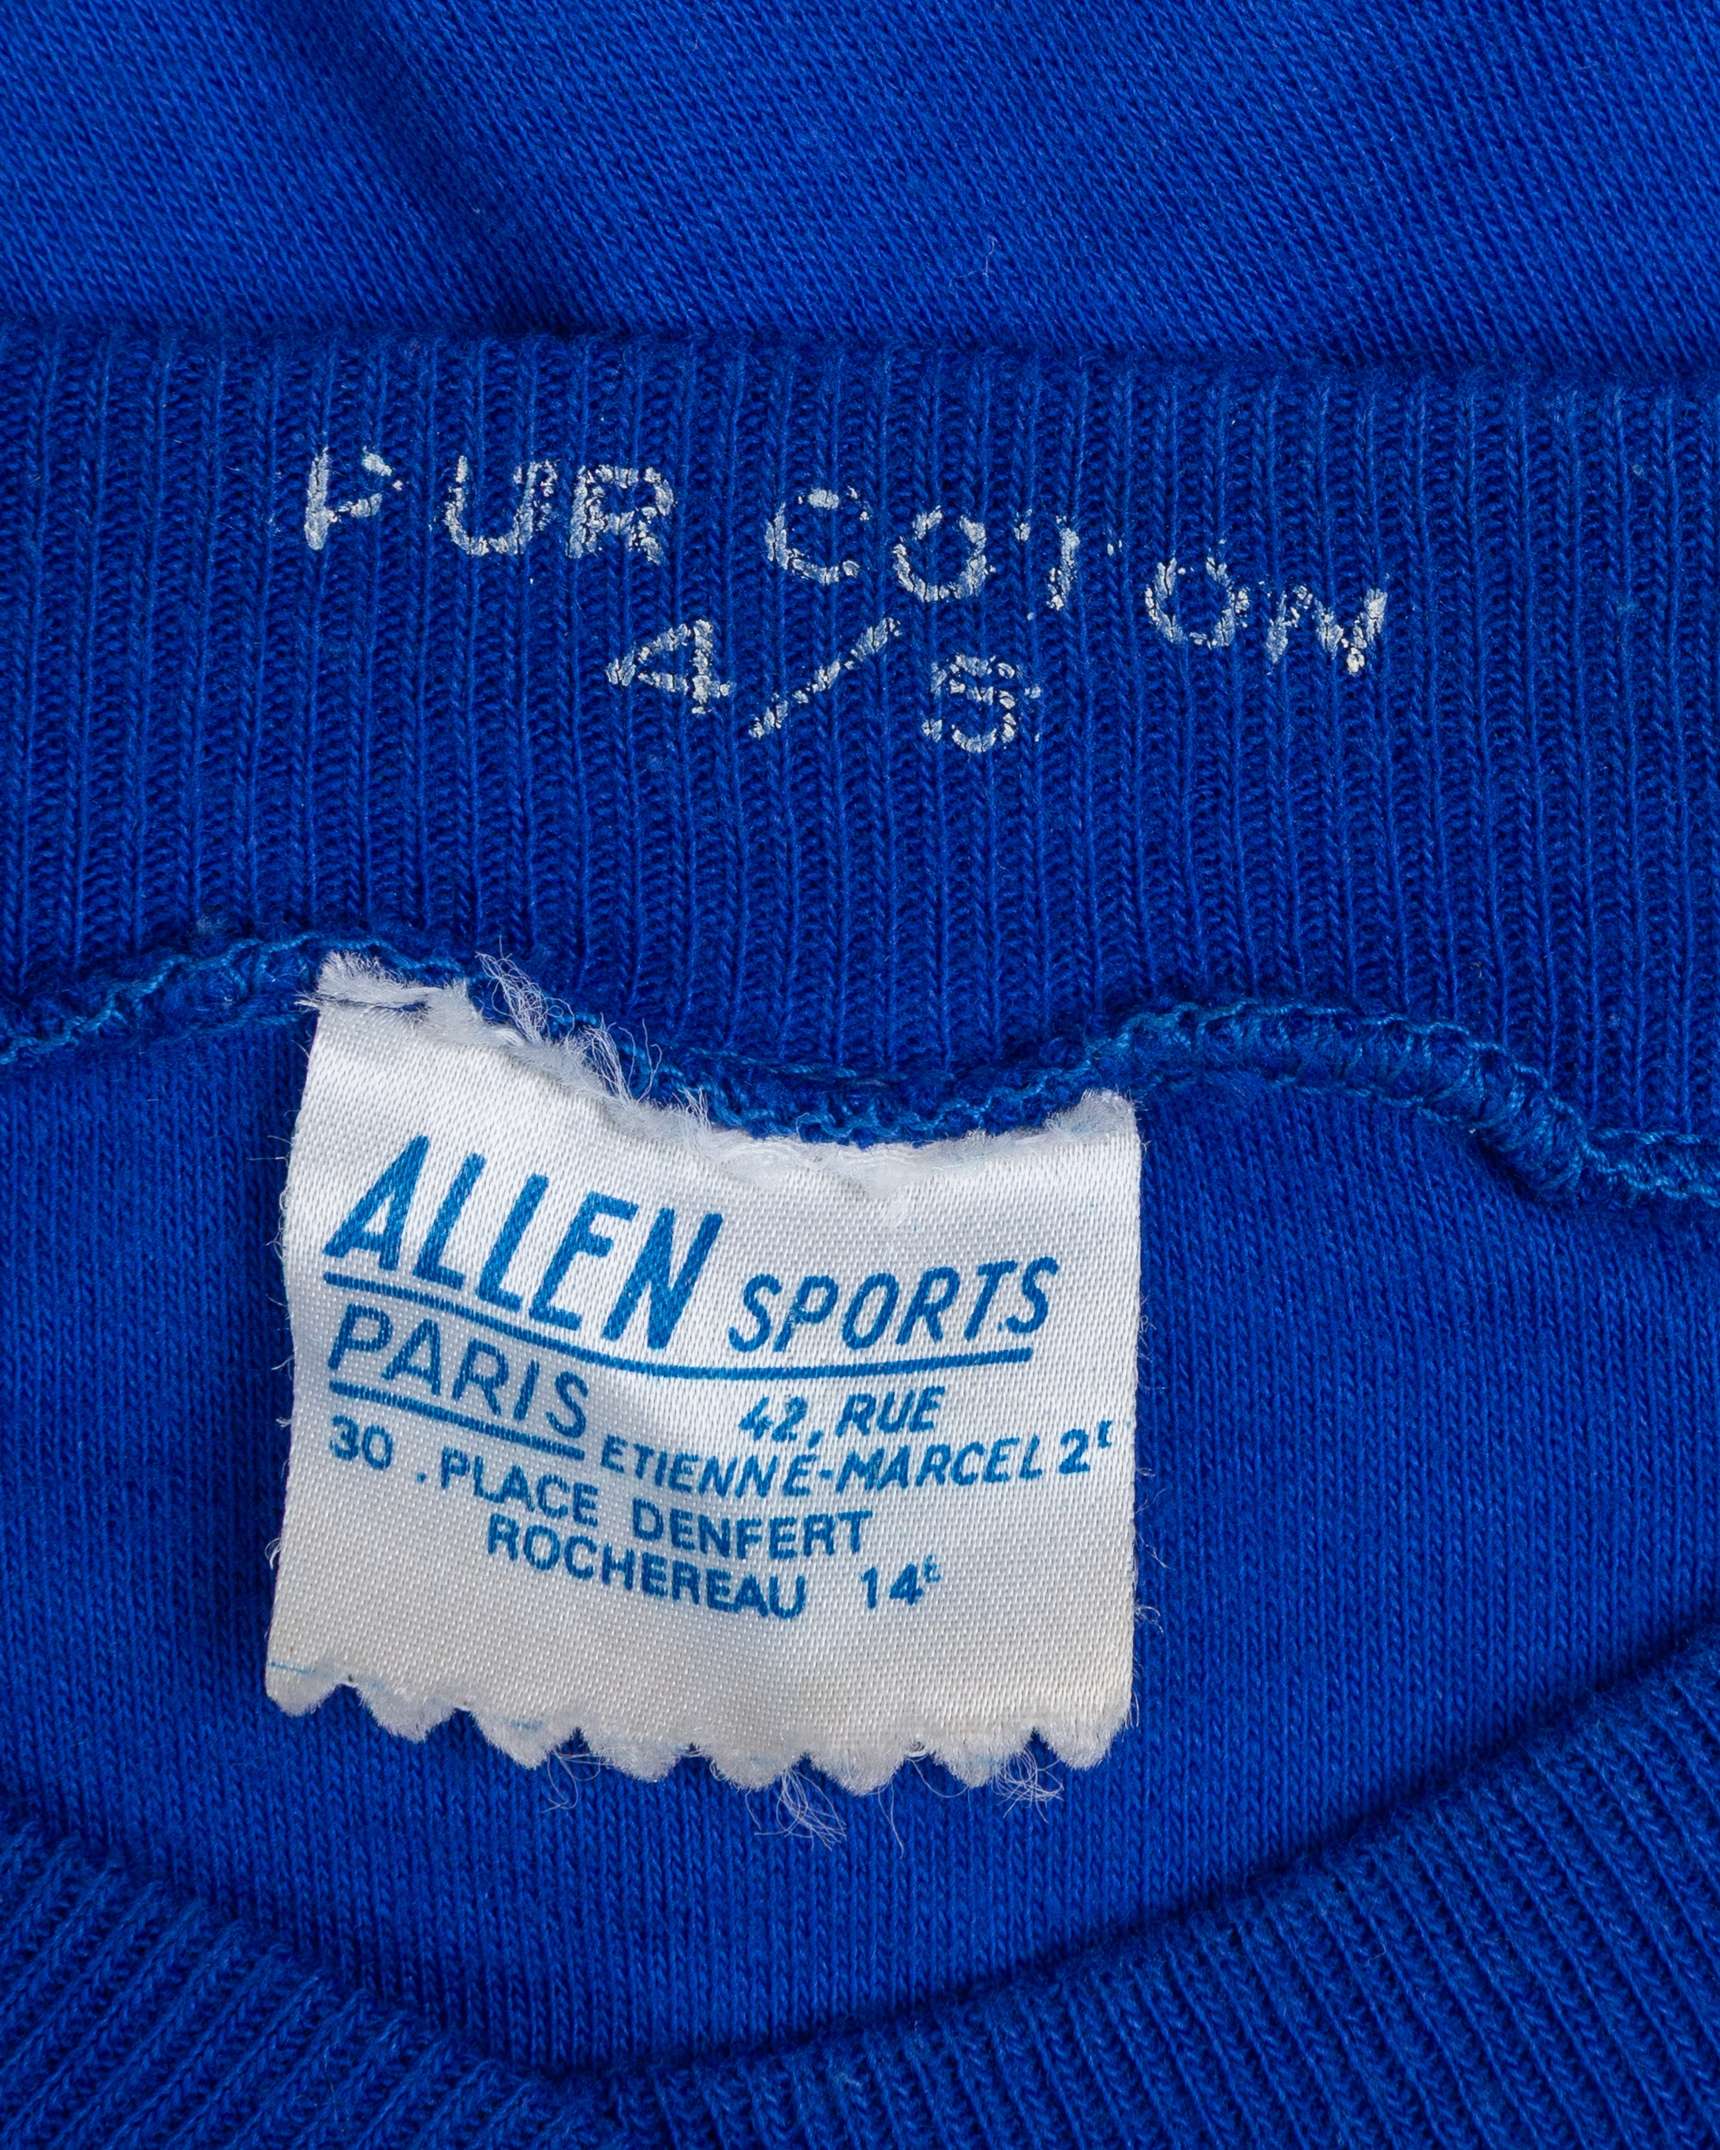 PUR COTON
4/5
ALLEN SPORTS
PARIS
42, RUE
ETIENNE-MARCEL 2E
30. PLACE DENFERT
ROCHEREAU 14E